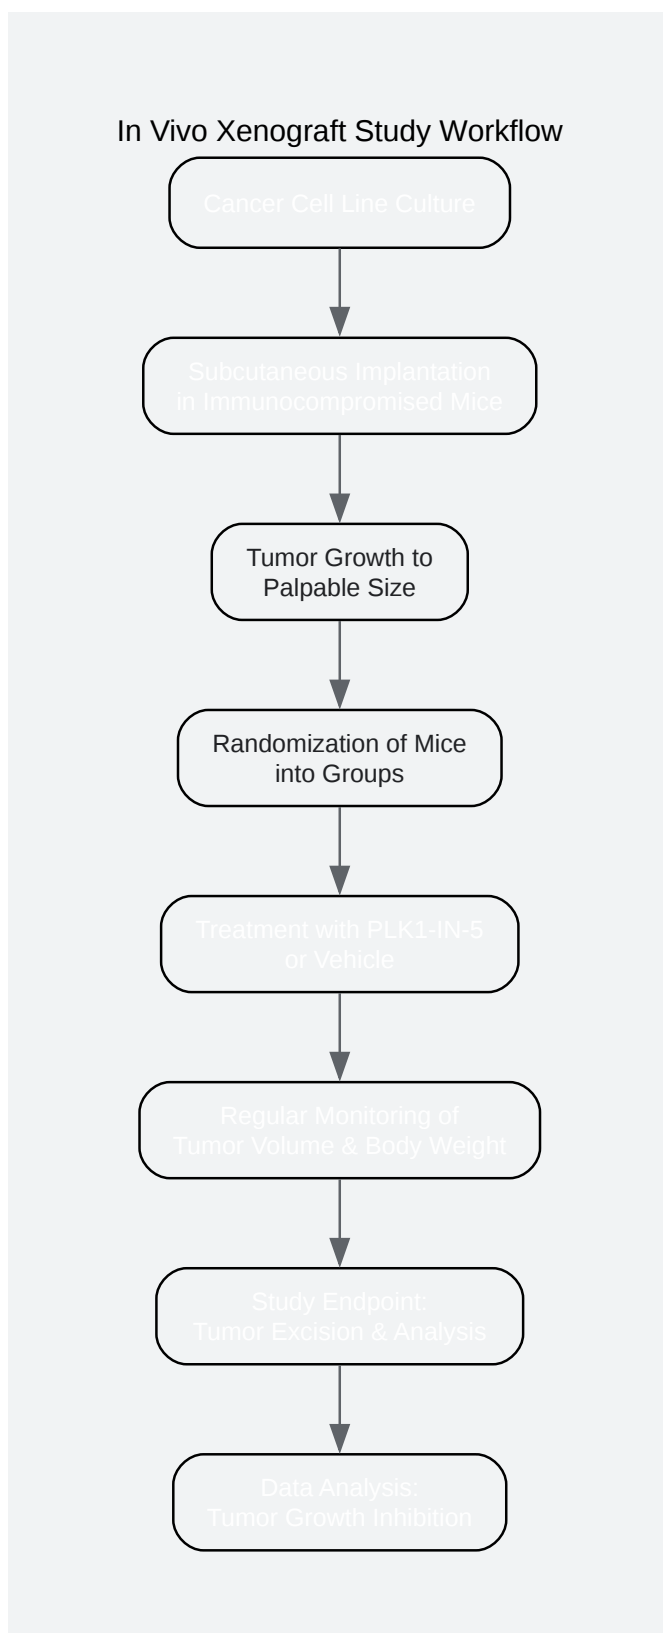 In Vivo Xenograft Study Workflow
Cancer Cell Line Culture
Subcutaneous Implantation
in Immunocompromised Mice
Tumor Growth to
Palpable Size
Randomization of Mice
into Groups
Treatment with PLK1-IN-5
or Vehicle
Regular Monitoring of
Tumor Volume & Body Weight
Study Endpoint:
Tumor Excision & Analysis
Data Analysis:
Tumor Growth Inhibition